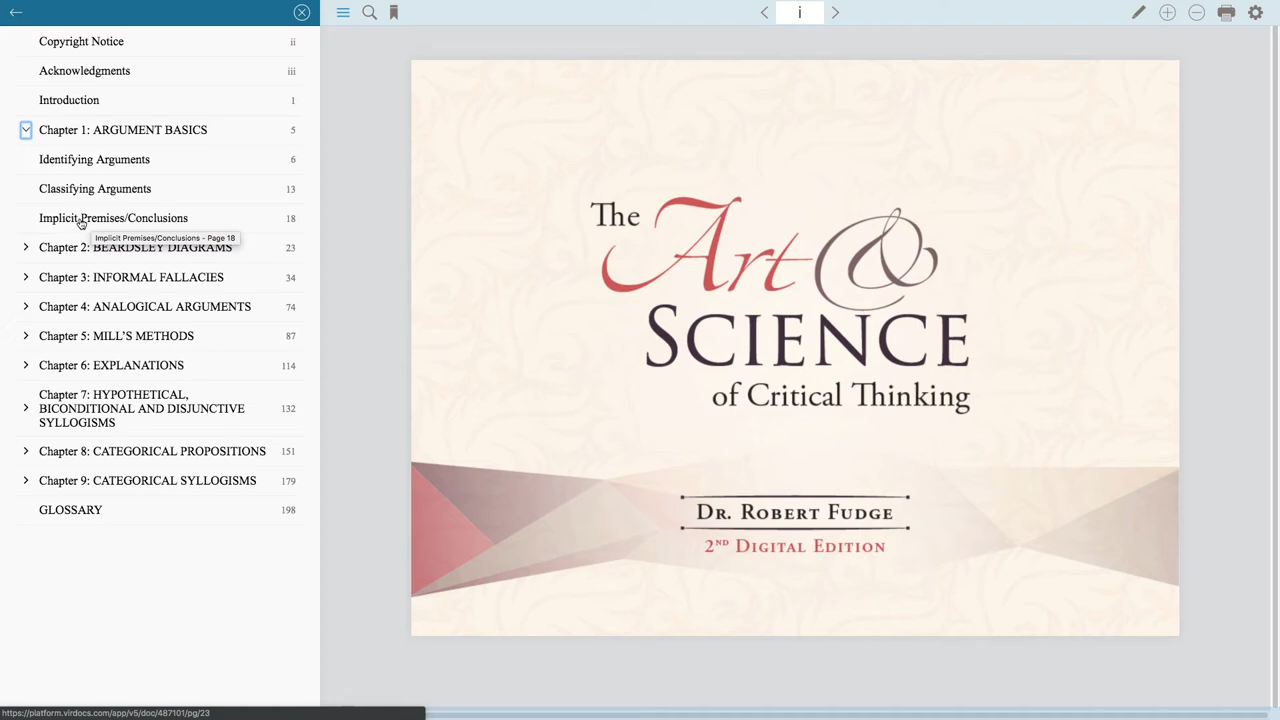 i
Copyright Notice ii
Acknowledgments iii
Introduction 1
Chapter 1: ARGUMENT BASICS 5
Identifying Arguments 6
Classifying Arguments 13
Implicit Premises/Conclusions 18
Implicit Premises/Conclusions - Page 18
Chapter 2: BEARDSLEY DIAGRAMS 23
Chapter 3: INFORMAL FALLACIES 34
Chapter 4: ANALOGICAL ARGUMENTS 74
Chapter 5: MILL'S METHODS 87
Chapter 6: EXPLANATIONS 114
Chapter 7: HYPOTHETICAL,
BICONDITIONAL AND DISJUNCTIVE 132
SYLLOGISMS
Chapter 8: CATEGORICAL PROPOSITIONS 151
Chapter 9: CATEGORICAL SYLLOGISMS 179
GLOSSARY 198
The Art &
SCIENCE
of Critical Thinking
DR. ROBERT FUDGE
2ND DIGITAL EDITION
https://platform.virdocs.com/app/v5/doc/487101/pg/23